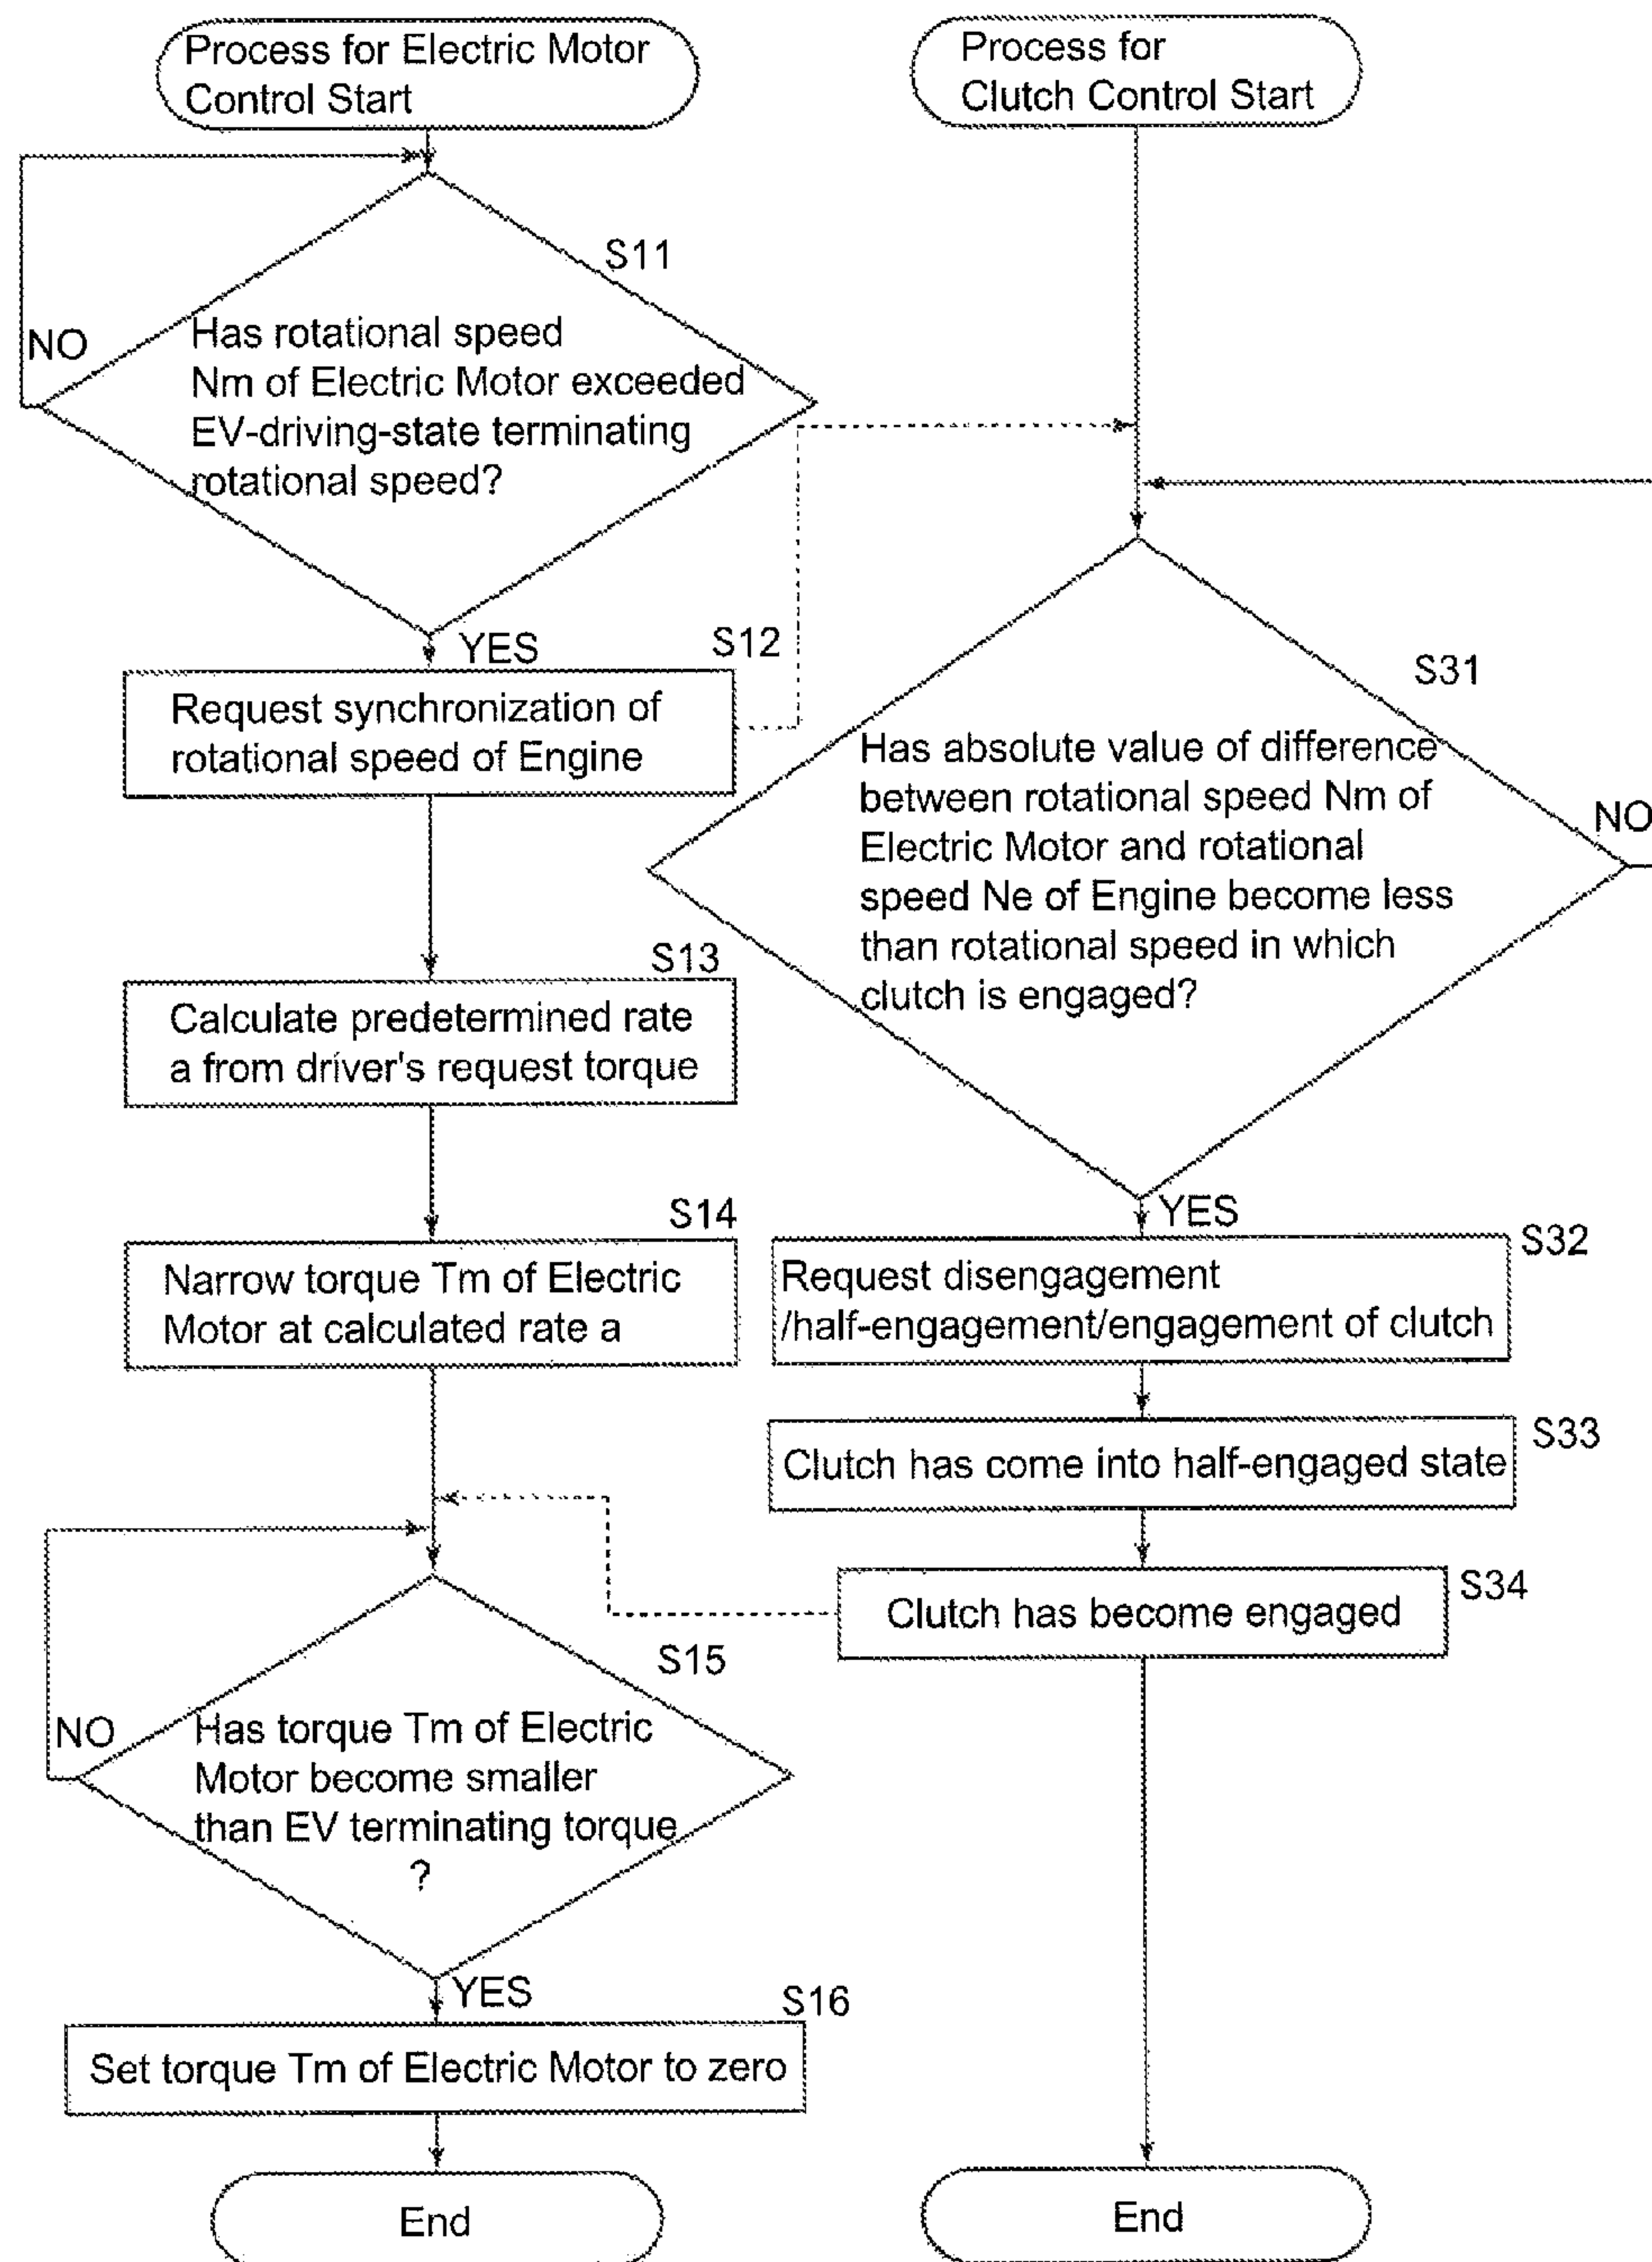 Process for Electric Motor
Control Start
NO
S11
Has rotational speed
Nm of Electric Motor exceeded
EV-driving-state terminating
rotational speed?
YES
S12
Request synchronization of
rotational speed of Engine
S13
Calculate predetermined rate
a from driver's request torque
S14
Narrow torque Tm of Electric
Motor at calculated rate a
S15
NO
Has torque Tm of Electric
Motor become smaller
than EV terminating torque
?
YES
S16
Set torque Tm of Electric Motor to zero
End
Process for
Clutch Control Start
S31
Has absolute value of difference
between rotational speed Nm of
Electric Motor and rotational
speed Ne of Engine become less
than rotational speed in which
clutch is engaged?
NO
YES
S32
Request disengagement
/half-engagement/engagement of clutch
S33
Clutch has come into half-engaged state
S34
Clutch has become engaged
End